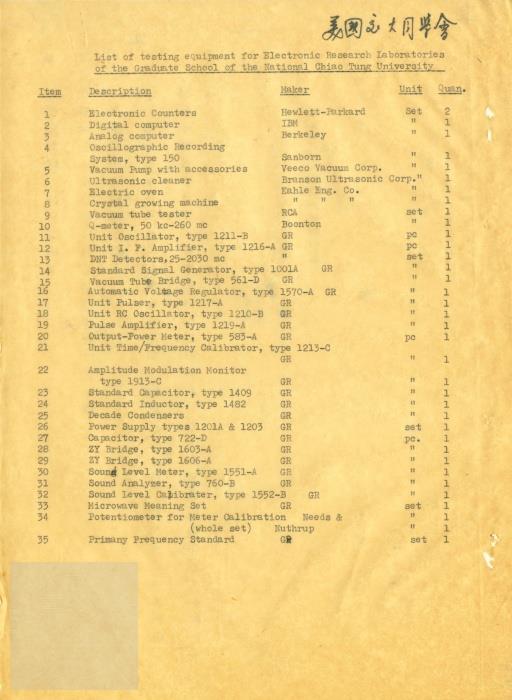 美國交大同學會
List of testing equipment for Electronic Research Laboratories
of the Graduate School of the National Chiao Tung University
Item Description Maker Unit Quan.
1 Electronic Counters Hewlett-Parkard Set 2
2 Digital computer IBM " 1
3 Analog computer Berkeley " 1
4 Oscillographic Recording
System, type 150 Sanborn " 1
5 Vacuum Pump with accessories Veeco Vacuum Corp. " 1
6 Ultrasonic cleaner Branson Ultrasonic Corp." 1
7 Electric oven Eahle Eng. Co. " 1
8 Crystal growing machine " " " " 1
9 Vacuum tube tester RCA set 1
10 Q-meter, 50 kc-260 mc Boonton " 1
11 Unit Oscillator, type 1211-B GR pc 1
12 Unit I. F. Amplifier, type 1216-A GR pc 1
13 DNT Detectors,25-2030 mc " set 1
14 Standard Signal Generator, type 1001A GR " 1
15 Vacuum Tube Bridge, type 561-D GR " 1
16 Automatic Voltage Regulator, type 1570-A GR " 1
17 Unit Pulser, type 1217-A GR " 1
18 Unit RC Oscillator, type 1210-B GR " 1
19 Pulse Amplifier, type 1219-A GR " 1
20 Output-Power Meter, type 583-A GR pc 1
21 Unit Time/Frequency Calibrator, type 1213-C
GR " 1
22 Amplitude Modulation Monitor
type 1913-C GR " 1
23 Standard Capacitor, type 1409 GR " 1
24 Standard Inductor, type 1482 GR " 1
25 Decade Condensers GR " 1
26 Power Supply types 1201A & 1203 GR set 1
27 Capacitor, type 722-D GR pc. 1
28 ZY Bridge, type 1603-A GR " 1
29 ZY Bridge, type 1606-A GR " 1
30 Sound Level Meter, type 1551-A GR " 1
31 Sound Analyzer, type 760-B GR " 1
32 Sound Level Calibrater, type 1552-B GR " 1
33 Microwave Meaning Set GR set 1
34 Potentiometer for Meter Calibration Needs & " 1
(whole set) Nuthrup " 1
35 Primany Frequency Standard GR set 1